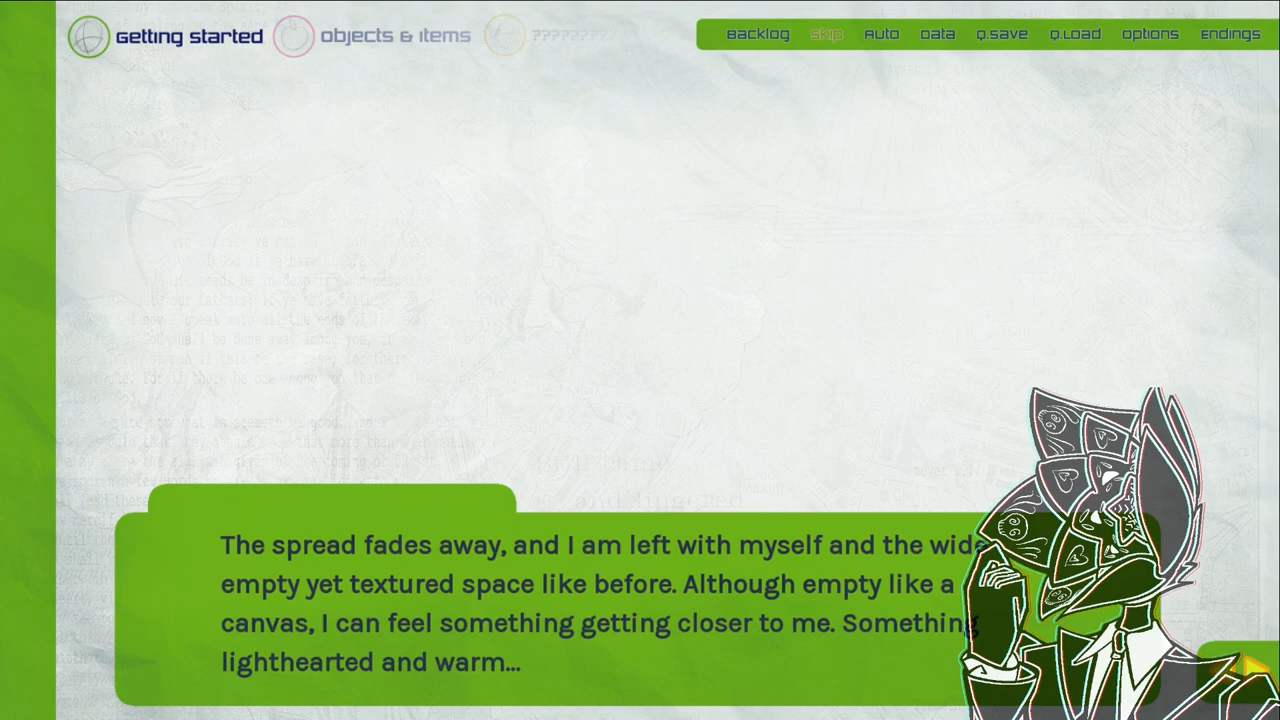 Getting started
Objects & Items
??????????
Backlog Skip Auto Data Q.Save Q.Load Options Endings
The spread fades away, and I am left with myself and the wide
empty yet textured space like before. Although empty like a
canvas, I can feel something getting closer to me. Something
lighthearted and warm...